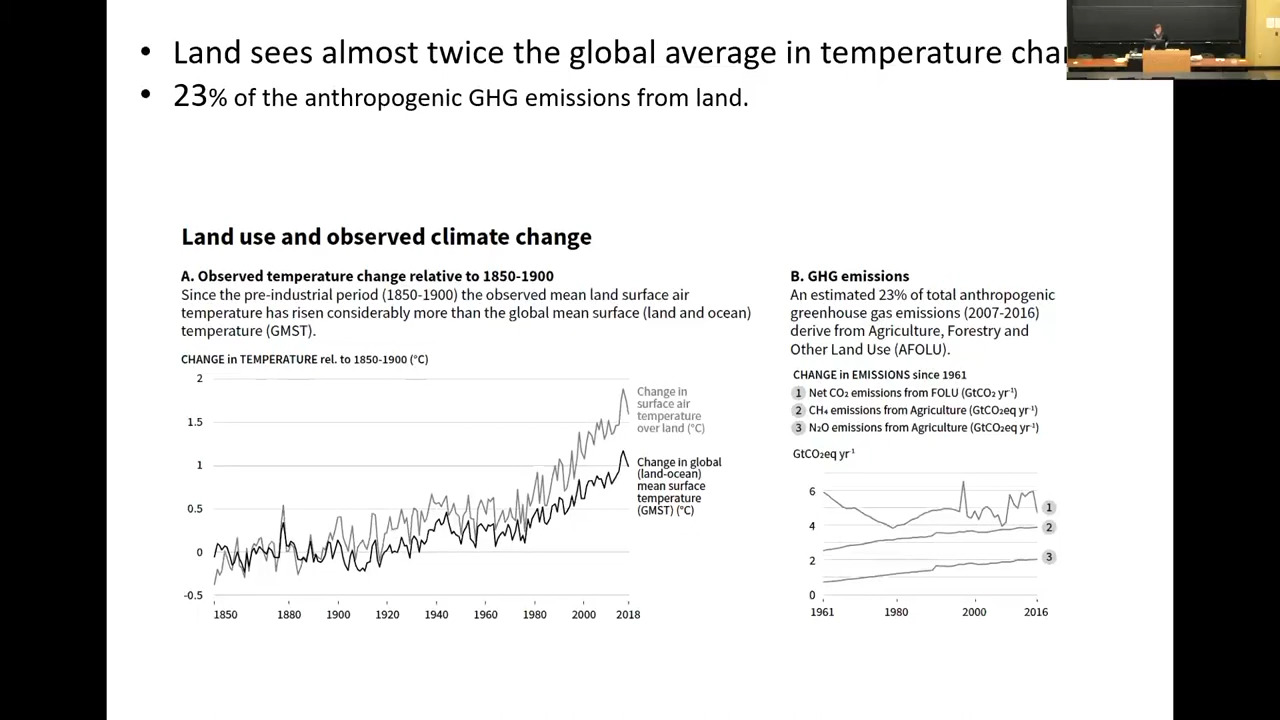 • Land sees almost twice the global average in temperature
• 23% of the anthropogenic GHG emissions from land.
Land use and observed climate change
A. Observed temperature change relative to 1850-1900
Since the pre-industrial period (1850-1900) the observed mean land surface air
temperature has risen considerably more than the global mean surface (land and ocean)
temperature (GMST).
CHANGE in TEMPERATURE rel. to 1850-1900 (°C)
2
1.5
1
0.5
0
-0.5
1850
1880
1900
1920
1940
1960
1980
2000
2018
Change in
surface air
temperature
over land (°C)
Change in global
(land-ocean)
mean surface
temperature
(GMST) (°C)
B. GHG emissions
An estimated 23% of total anthropogenic
greenhouse gas emissions (2007-2016)
derive from Agriculture, Forestry and
Other Land Use (AFOLU).
CHANGE in EMISSIONS since 1961
1 Net CO₂ emissions from FOLU (GtCO₂ yr⁻¹)
2 CH₄ emissions from Agriculture (GtCO₂eq yr⁻¹)
3 N₂O emissions from Agriculture (GtCO₂eq yr⁻¹)
GtCO₂eq yr⁻¹
6
4
2
0
1
2
3
1961
1980
2000
2016